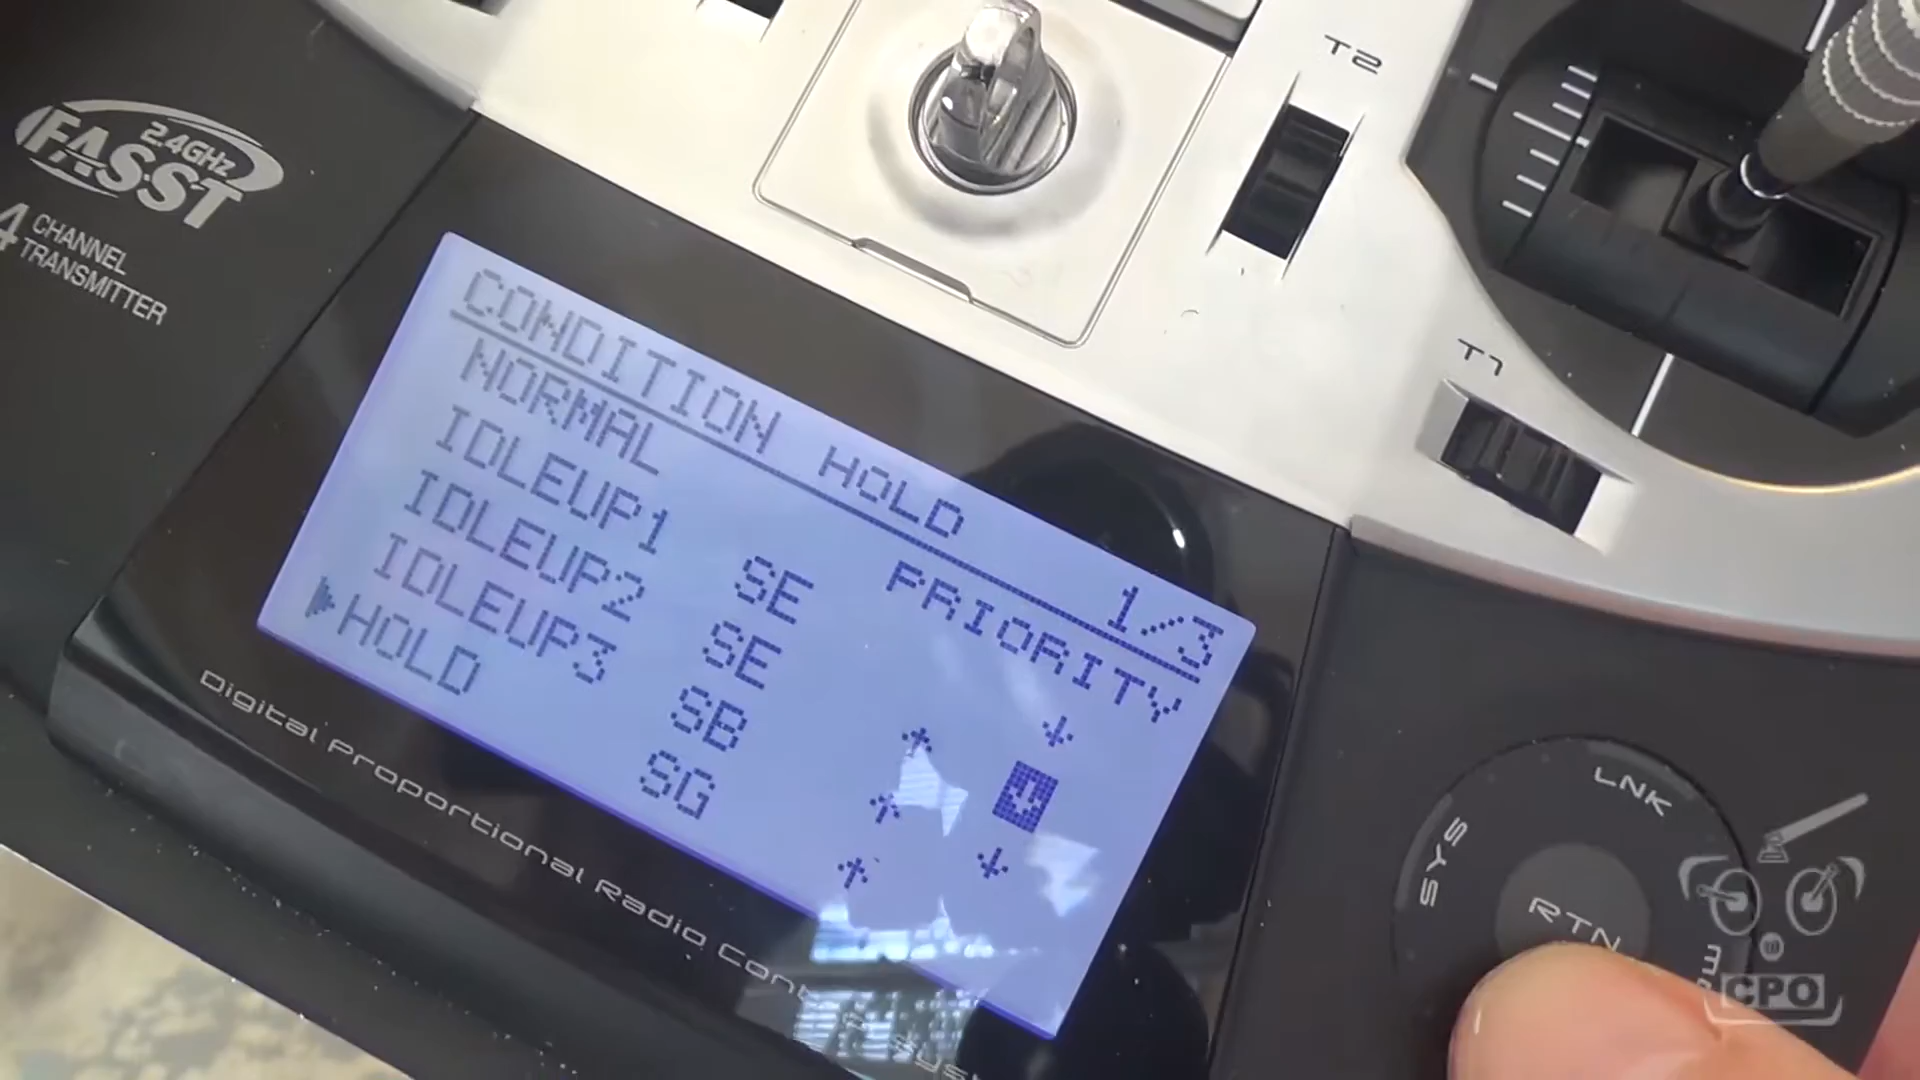 T2
2.4GHz
FASST
4 CHANNEL
TRANSMITTER
T1
CONDITION HOLD 1/3
NORMAL PRIORITY
IDLEUP1 SE ↓
IDLEUP2 SE ↑ ↓
IDLEUP3 SB ↑ ↓
▶HOLD SG ↑
Digital Proportional Radio Cont
LNK
SYS
RTN
CPO